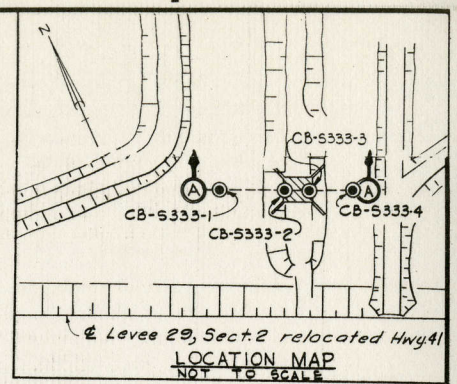 N
CB-S333-3
A
A
CB-S333-1
CB-S333-4
CB-S333-2
℄ Levee 29, Sect. 2 relocated Hwy. 41
LOCATION MAP
NOT TO SCALE